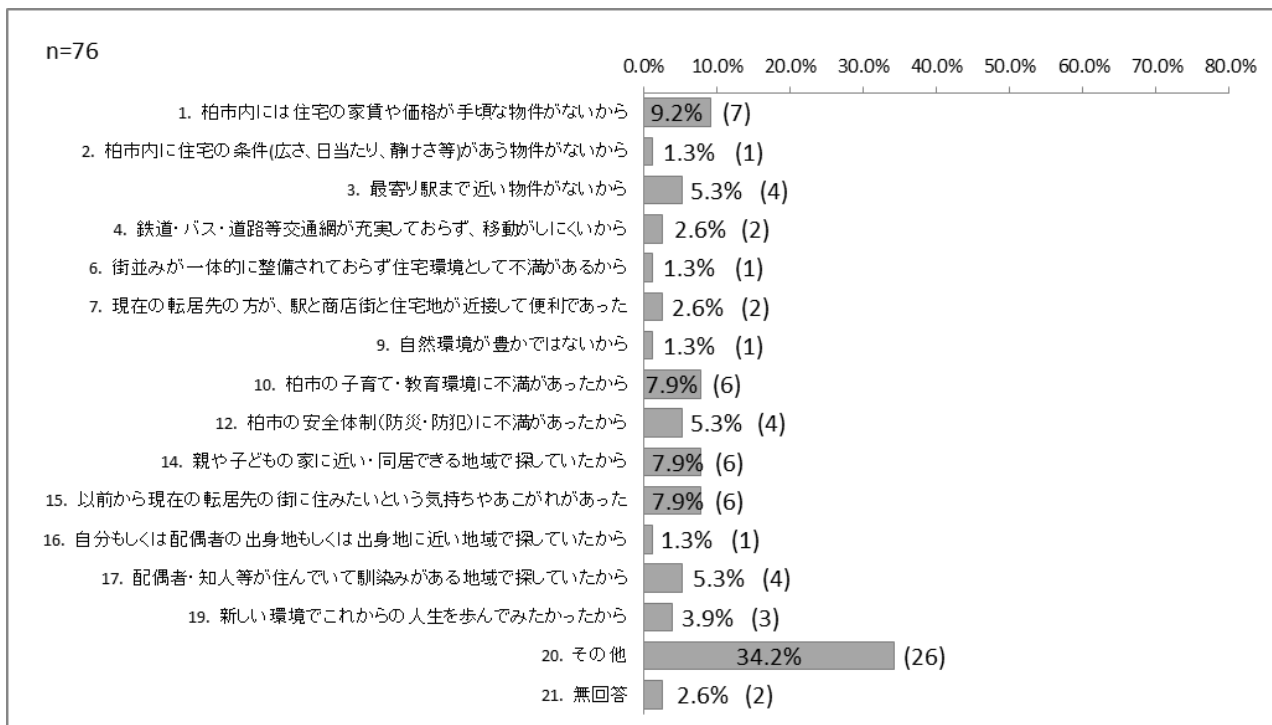 n=76
0.0% 10.0% 20.0% 30.0% 40.0% 50.0% 60.0% 70.0% 80.0%
1. 柏市内には住宅の家賃や価格が手頃な物件がないから 9.2% (7)
2. 柏市内に住宅の条件(広さ、日当たり、静けさ等)があう物件がないから 1.3% (1)
3. 最寄り駅まで近い物件がないから 5.3% (4)
4. 鉄道・バス・道路等交通網が充実しておらず、移動がしにくいから 2.6% (2)
6. 街並みが一体的に整備されておらず住宅環境として不満があるから 1.3% (1)
7. 現在の転居先の方が、駅と商店街と住宅地が近接して便利であった 2.6% (2)
9. 自然環境が豊かではないから 1.3% (1)
10. 柏市の子育て・教育環境に不満があったから 7.9% (6)
12. 柏市の安全体制(防災・防犯)に不満があったから 5.3% (4)
14. 親や子どもの家に近い・同居できる地域で探していたから 7.9% (6)
15. 以前から現在の転居先の街に住みたいという気持ちやあこがれがあった 7.9% (6)
16. 自分もしくは配偶者の出身地もしくは出身地に近い地域で探していたから 1.3% (1)
17. 配偶者・知人等が住んでいて馴染みがある地域で探していたから 5.3% (4)
19. 新しい環境でこれからの人生を歩んでみたかったから 3.9% (3)
20. その他 34.2% (26)
21. 無回答 2.6% (2)